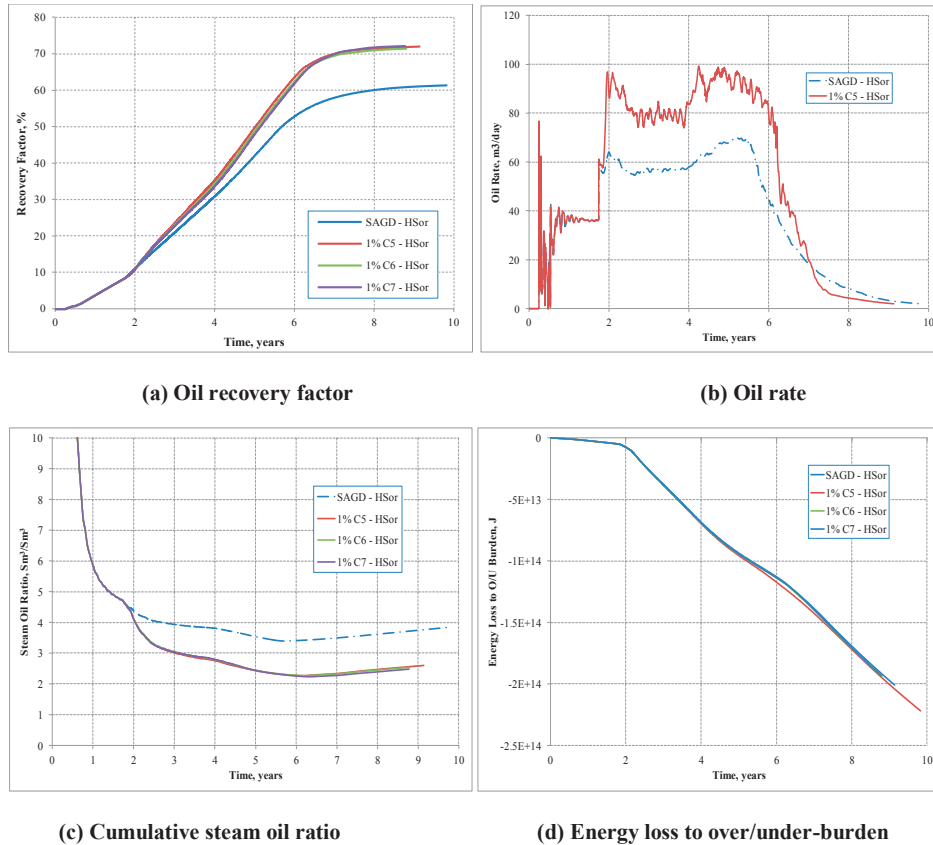 80
70
60
50
40
30
20
10
0
Recovery Factor, %
SAGD - HSor
1% C5 - HSor
1% C6 - HSor
1% C7 - HSor
0 2 4 6 8 10
Time, years
(a) Oil recovery factor
120
100
80
60
40
20
0
Oil Rate, m3/day
SAGD - HSor
1% C5 - HSor
0 2 4 6 8 10
Time, years
(b) Oil rate
10
9
8
7
6
5
4
3
2
1
0
Steam Oil Ratio, Sm³/Sm³
SAGD - HSor
1% C5 - HSor
1% C6 - HSor
1% C7 - HSor
0 1 2 3 4 5 6 7 8 9 10
Time, years
(c) Cumulative steam oil ratio
0
-5E+13
-1E+14
-1.5E+14
-2E+14
-2.5E+14
Energy Loss to O/U Burden, J
SAGD - HSor
1% C5 - HSor
1% C6 - HSor
1% C7 - HSor
0 2 4 6 8 10
Time, years
(d) Energy loss to over/under-burden